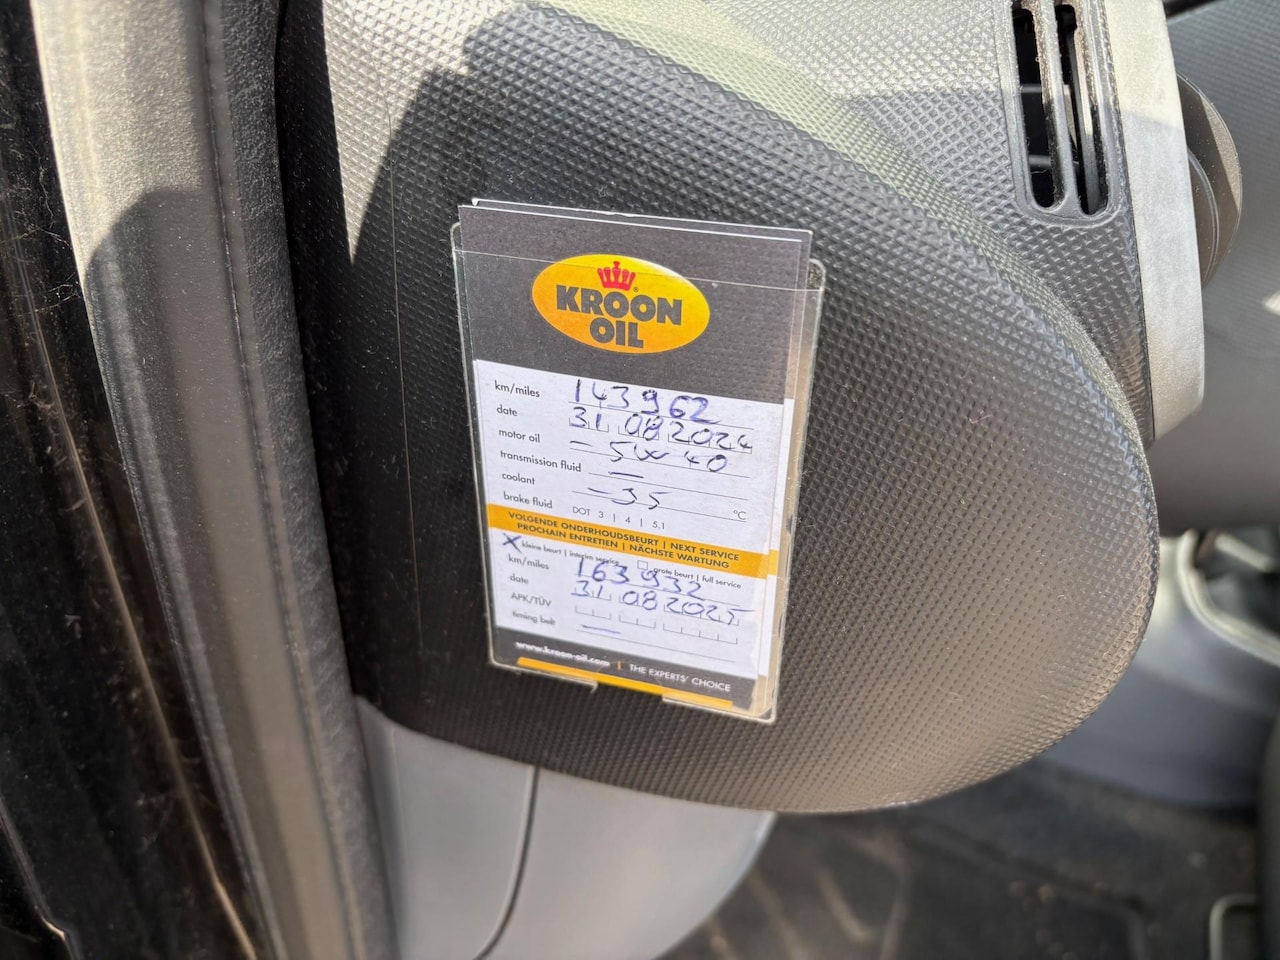 KROON
OIL
km/miles 143962
date 31 08 2024
motor oil - 5W 40
transmission fluid —
coolant -35 °C
brake fluid DOT 3 | 4 | 5.1
VOLGENDE ONDERHOUDSBEURT | NEXT SERVICE
PROCHAIN ENTRETIEN | NÄCHSTE WARTUNG
X kleine beurt | interim service grote beurt | full service
km/miles 163932
date 31 08 2025
APK/TÜV
timing belt —
www.kroon-oil.com | THE EXPERTS' CHOICE